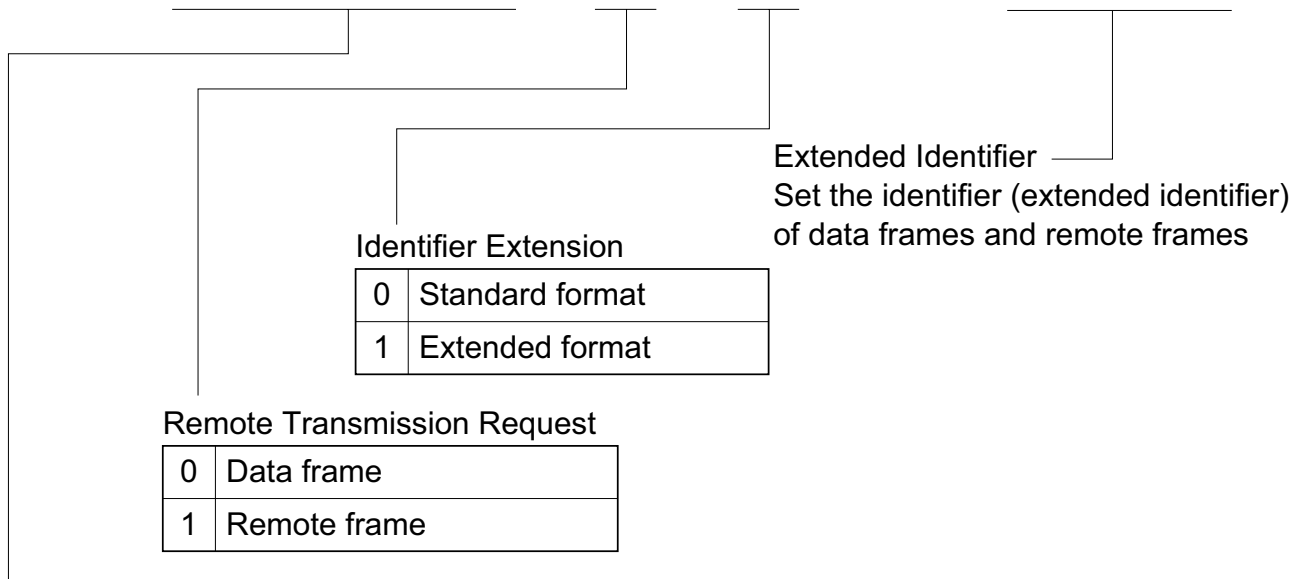 Extended Identifier
Set the identifier (extended identifier)
of data frames and remote frames
Identifier Extension
0 Standard format
1 Extended format
Remote Transmission Request
0 Data frame
1 Remote frame